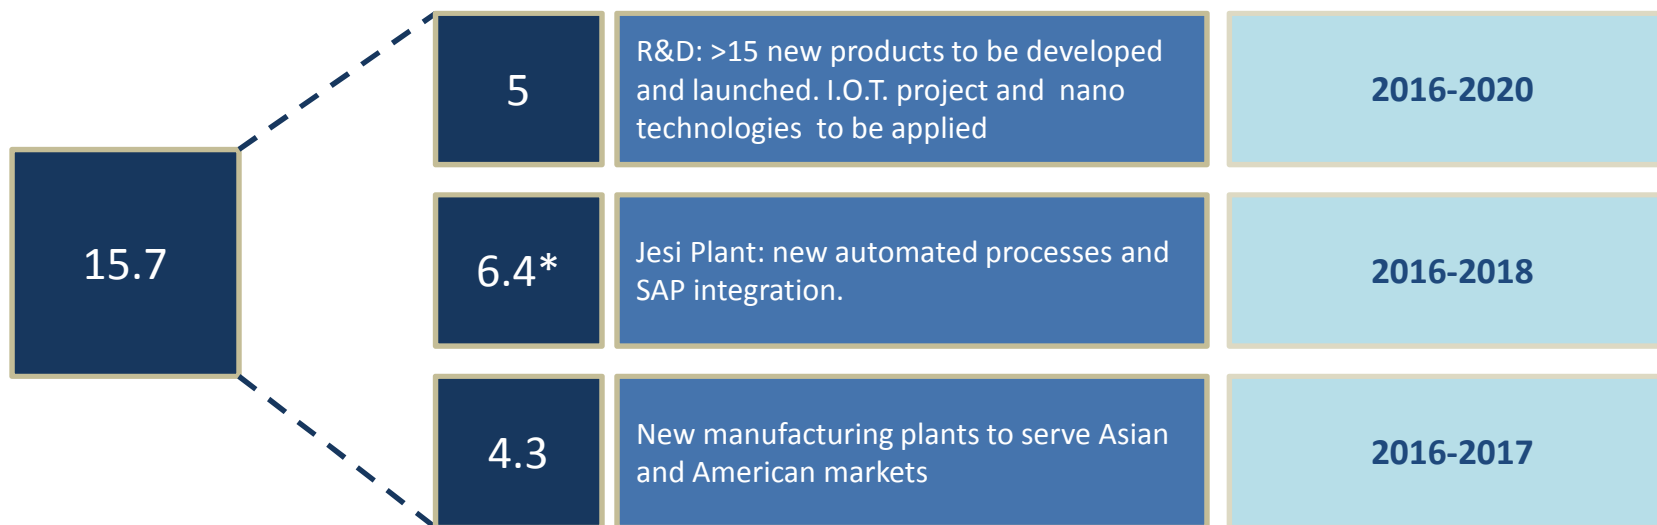 15.7
5
R&D: >15 new products to be developed
and launched. I.O.T. project and nano
technologies to be applied
2016-2020
6.4*
Jesi Plant: new automated processes and
SAP integration.
2016-2018
4.3
New manufacturing plants to serve Asian
and American markets
2016-2017